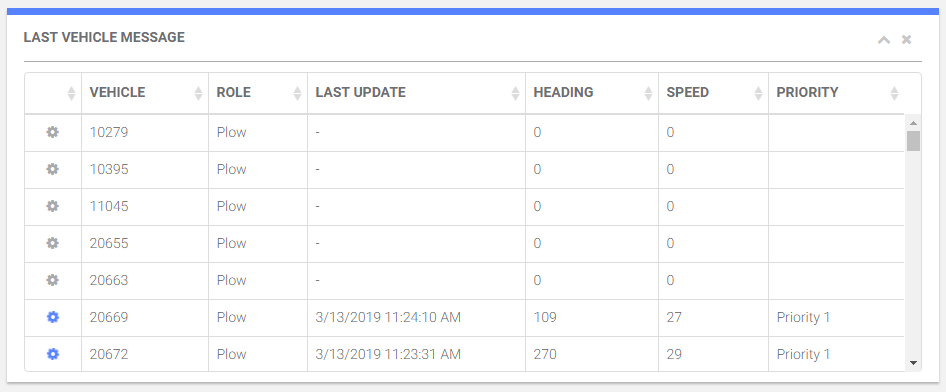 LAST VEHICLE MESSAGE
VEHICLE ROLE LAST UPDATE HEADING SPEED PRIORITY
10279 Plow - 0 0
10395 Plow - 0 0
11045 Plow - 0 0
20655 Plow - 0 0
20663 Plow - 0 0
20669 Plow 3/13/2019 11:24:10 AM 109 27 Priority 1
20672 Plow 3/13/2019 11:23:31 AM 270 29 Priority 1